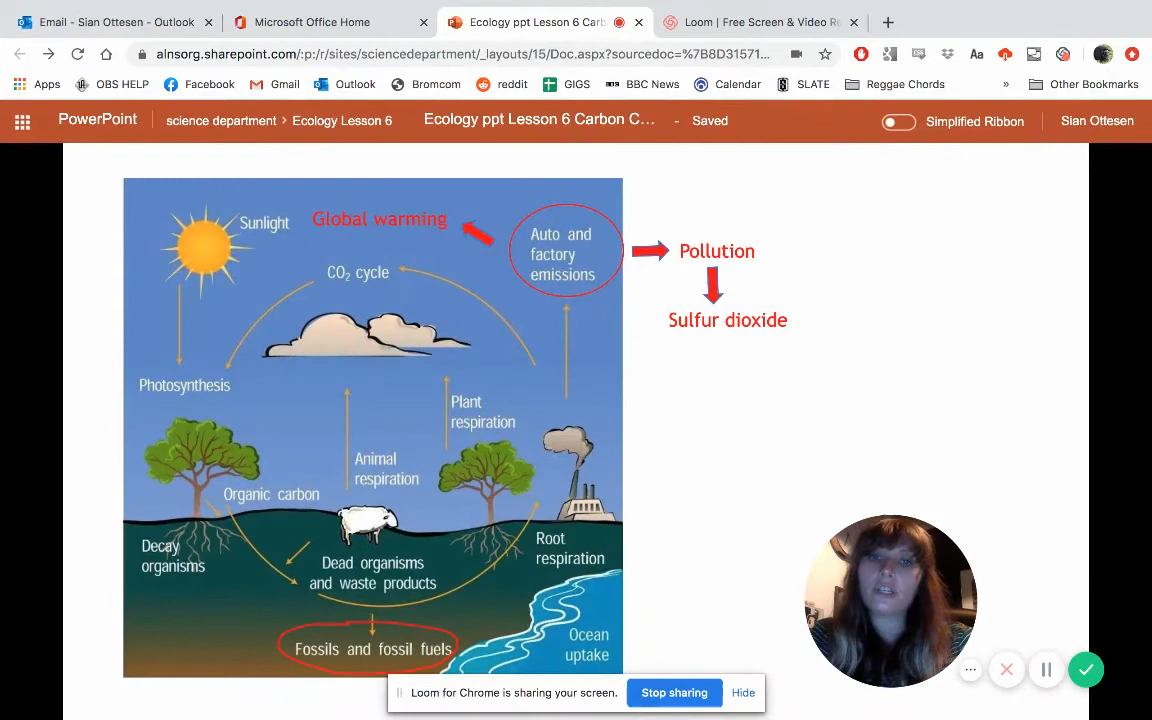 Email - Sian Ottesen - Outlook
Microsoft Office Home
Ecology ppt Lesson 6 Carb
Loom | Free Screen & Video R
alnsorg.sharepoint.com/:p:/r/sites/sciencedepartment/_layouts/15/Doc.aspx?sourcedoc=%7B8D31571...
Aa
Apps
OBS HELP
Facebook
Gmail
Outlook
Bromcom
reddit
GIGS
BBC News
Calendar
SLATE
Reggae Chords
»
Other Bookmarks
PowerPoint
science department › Ecology Lesson 6
Ecology ppt Lesson 6 Carbon C... - Saved
Simplified Ribbon
Sian Ottesen
Sunlight
Global warming
Auto and
factory
emissions
Pollution
CO₂ cycle
Sulfur dioxide
Photosynthesis
Plant
respiration
Animal
respiration
Organic carbon
Decay
organisms
Dead organisms
and waste products
Root
respiration
Fossils and fossil fuels
Ocean
uptake
Loom for Chrome is sharing your screen.
Stop sharing
Hide